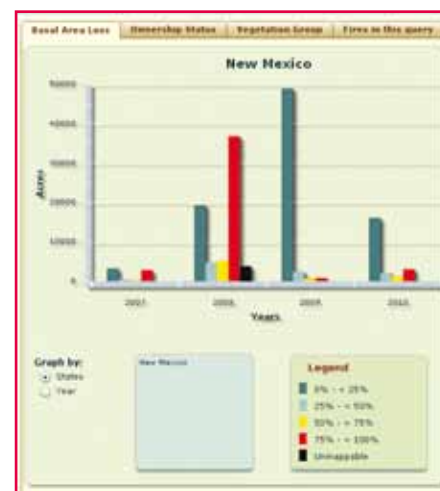 Basal Area Loss Ownership Status Vegetation Group Fires in this query
New Mexico
50000
40000
30000
20000
10000
0
Acres
2007 2008 2009 2010
Years
Graph by:
States
Year
New Mexico
Legend
0% - < 25%
25% - < 50%
50% - < 75%
75% - < 100%
Unmappable